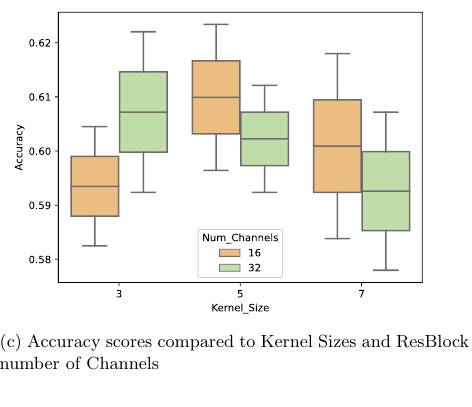 0.62
0.61
0.60
0.59
0.58
Accuracy
Num_Channels
16
32
3 5 7
Kernel_Size
(c) Accuracy scores compared to Kernel Sizes and ResBlock
number of Channels